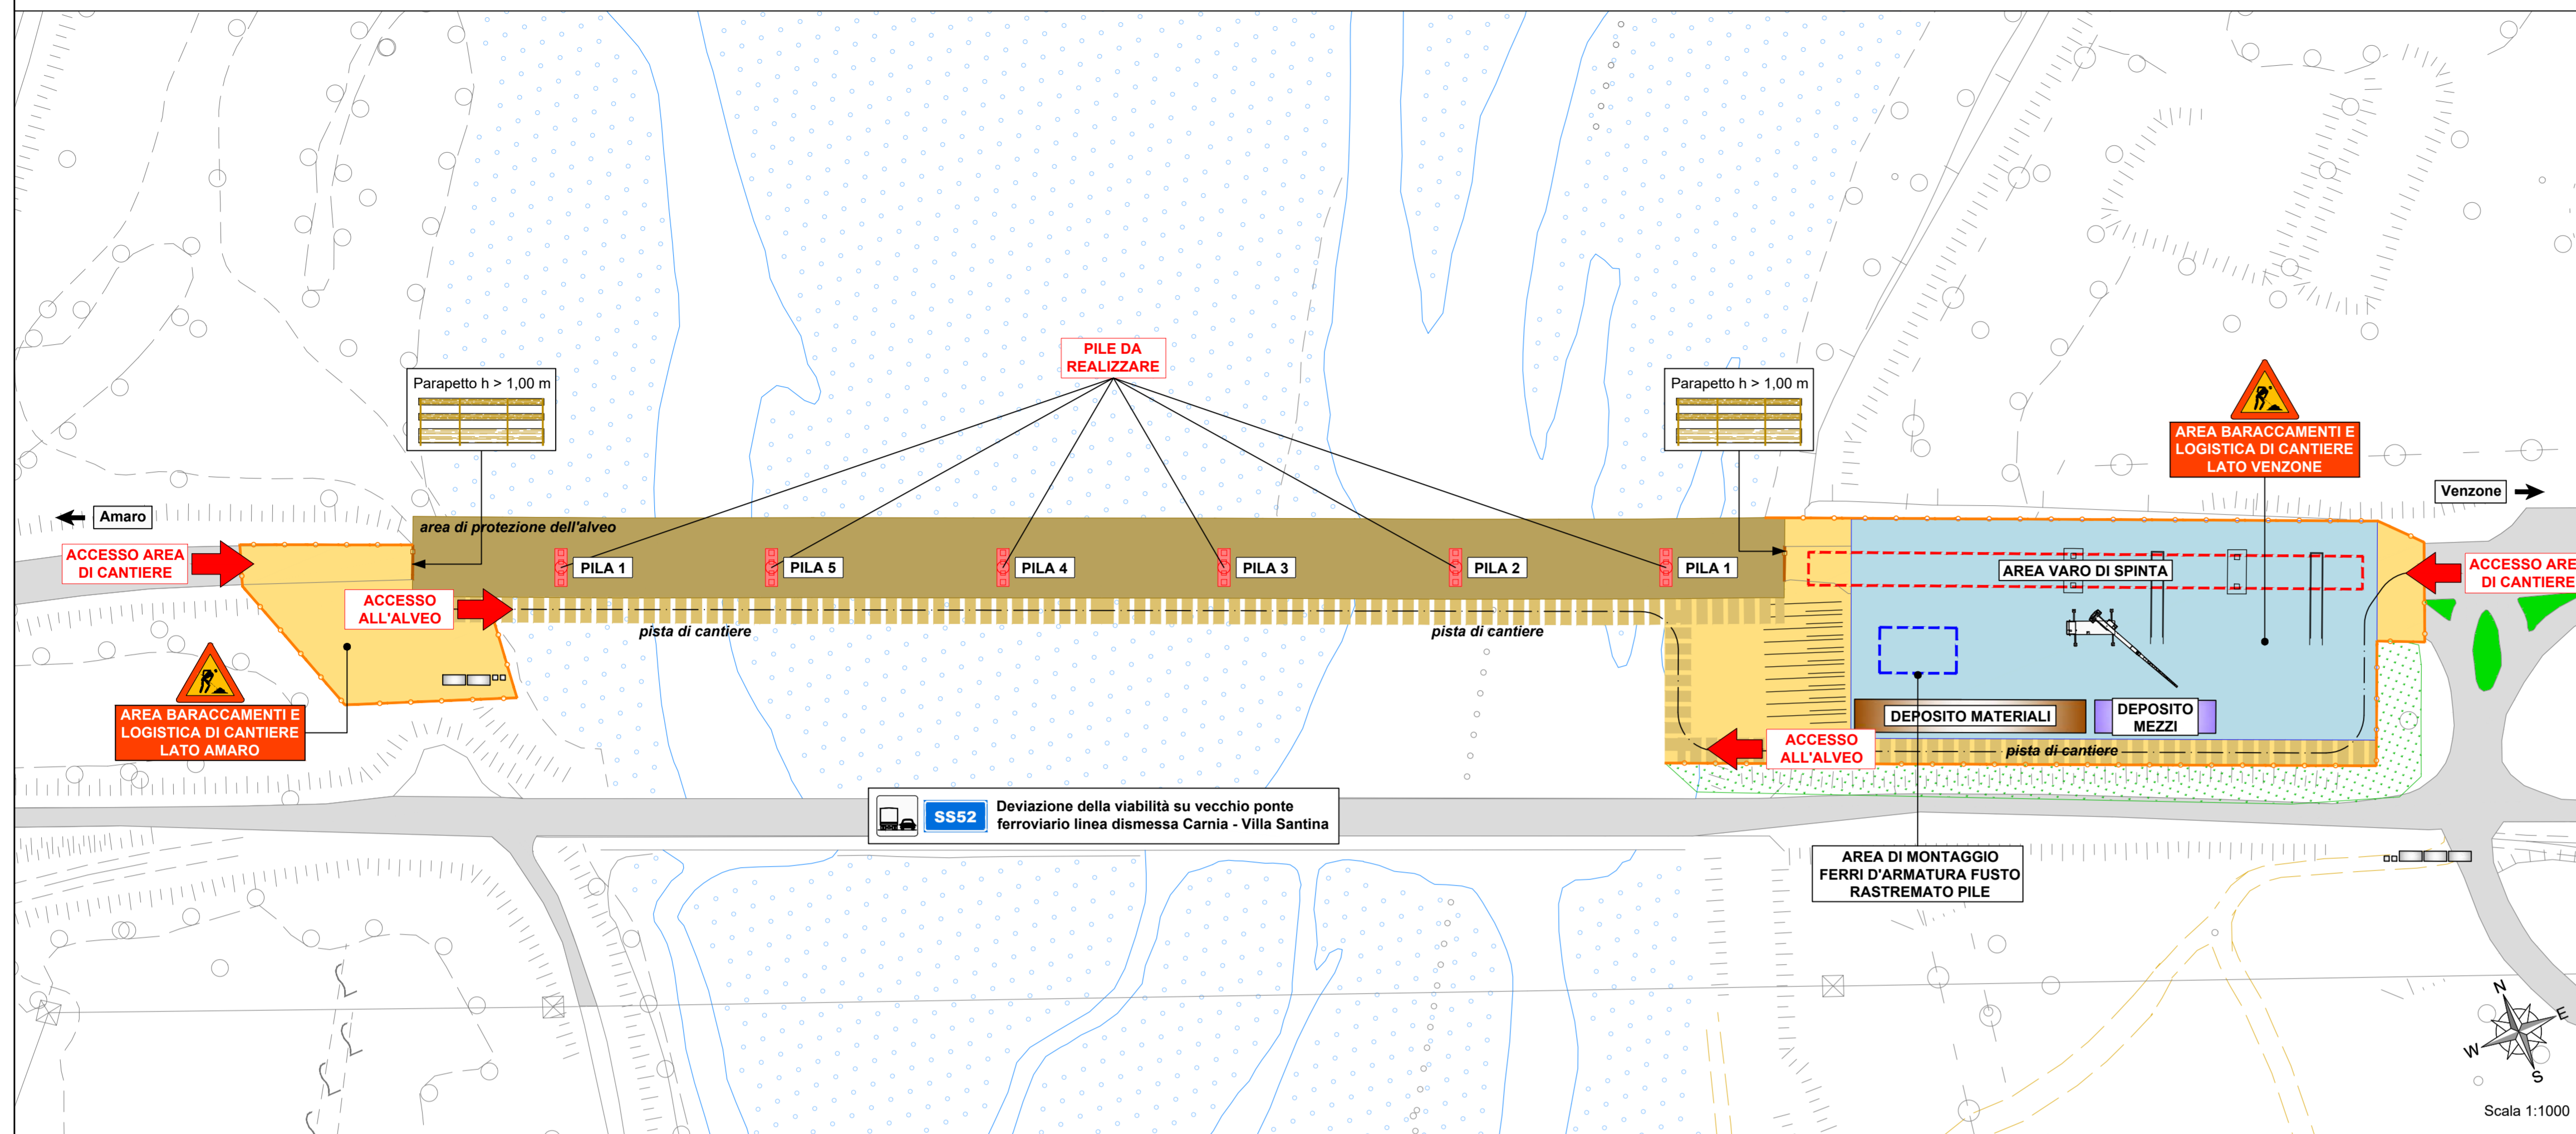 PILE DA
REALIZZARE
Parapetto h > 1,00 m
Parapetto h > 1,00 m
AREA BARACCAMENTI E
LOGISTICA DI CANTIERE
LATO VENZONE
Venzone
Amaro
area di protezione dell'alveo
ACCESSO AREA
DI CANTIERE
PILA 1
PILA 5
PILA 4
PILA 3
PILA 2
PILA 1
AREA VARO DI SPINTA
ACCESSO ARE
DI CANTIERE
ACCESSO
ALL'ALVEO
pista di cantiere
pista di cantiere
AREA BARACCAMENTI E
LOGISTICA DI CANTIERE
LATO AMARO
DEPOSITO MATERIALI
DEPOSITO
MEZZI
ACCESSO
ALL'ALVEO
pista di cantiere
SS52
Deviazione della viabilità su vecchio ponte
ferroviario linea dismessa Carnia - Villa Santina
AREA DI MONTAGGIO
FERRI D'ARMATURA FUSTO
RASTREMATO PILE
N
E
W
S
Scala 1:1000